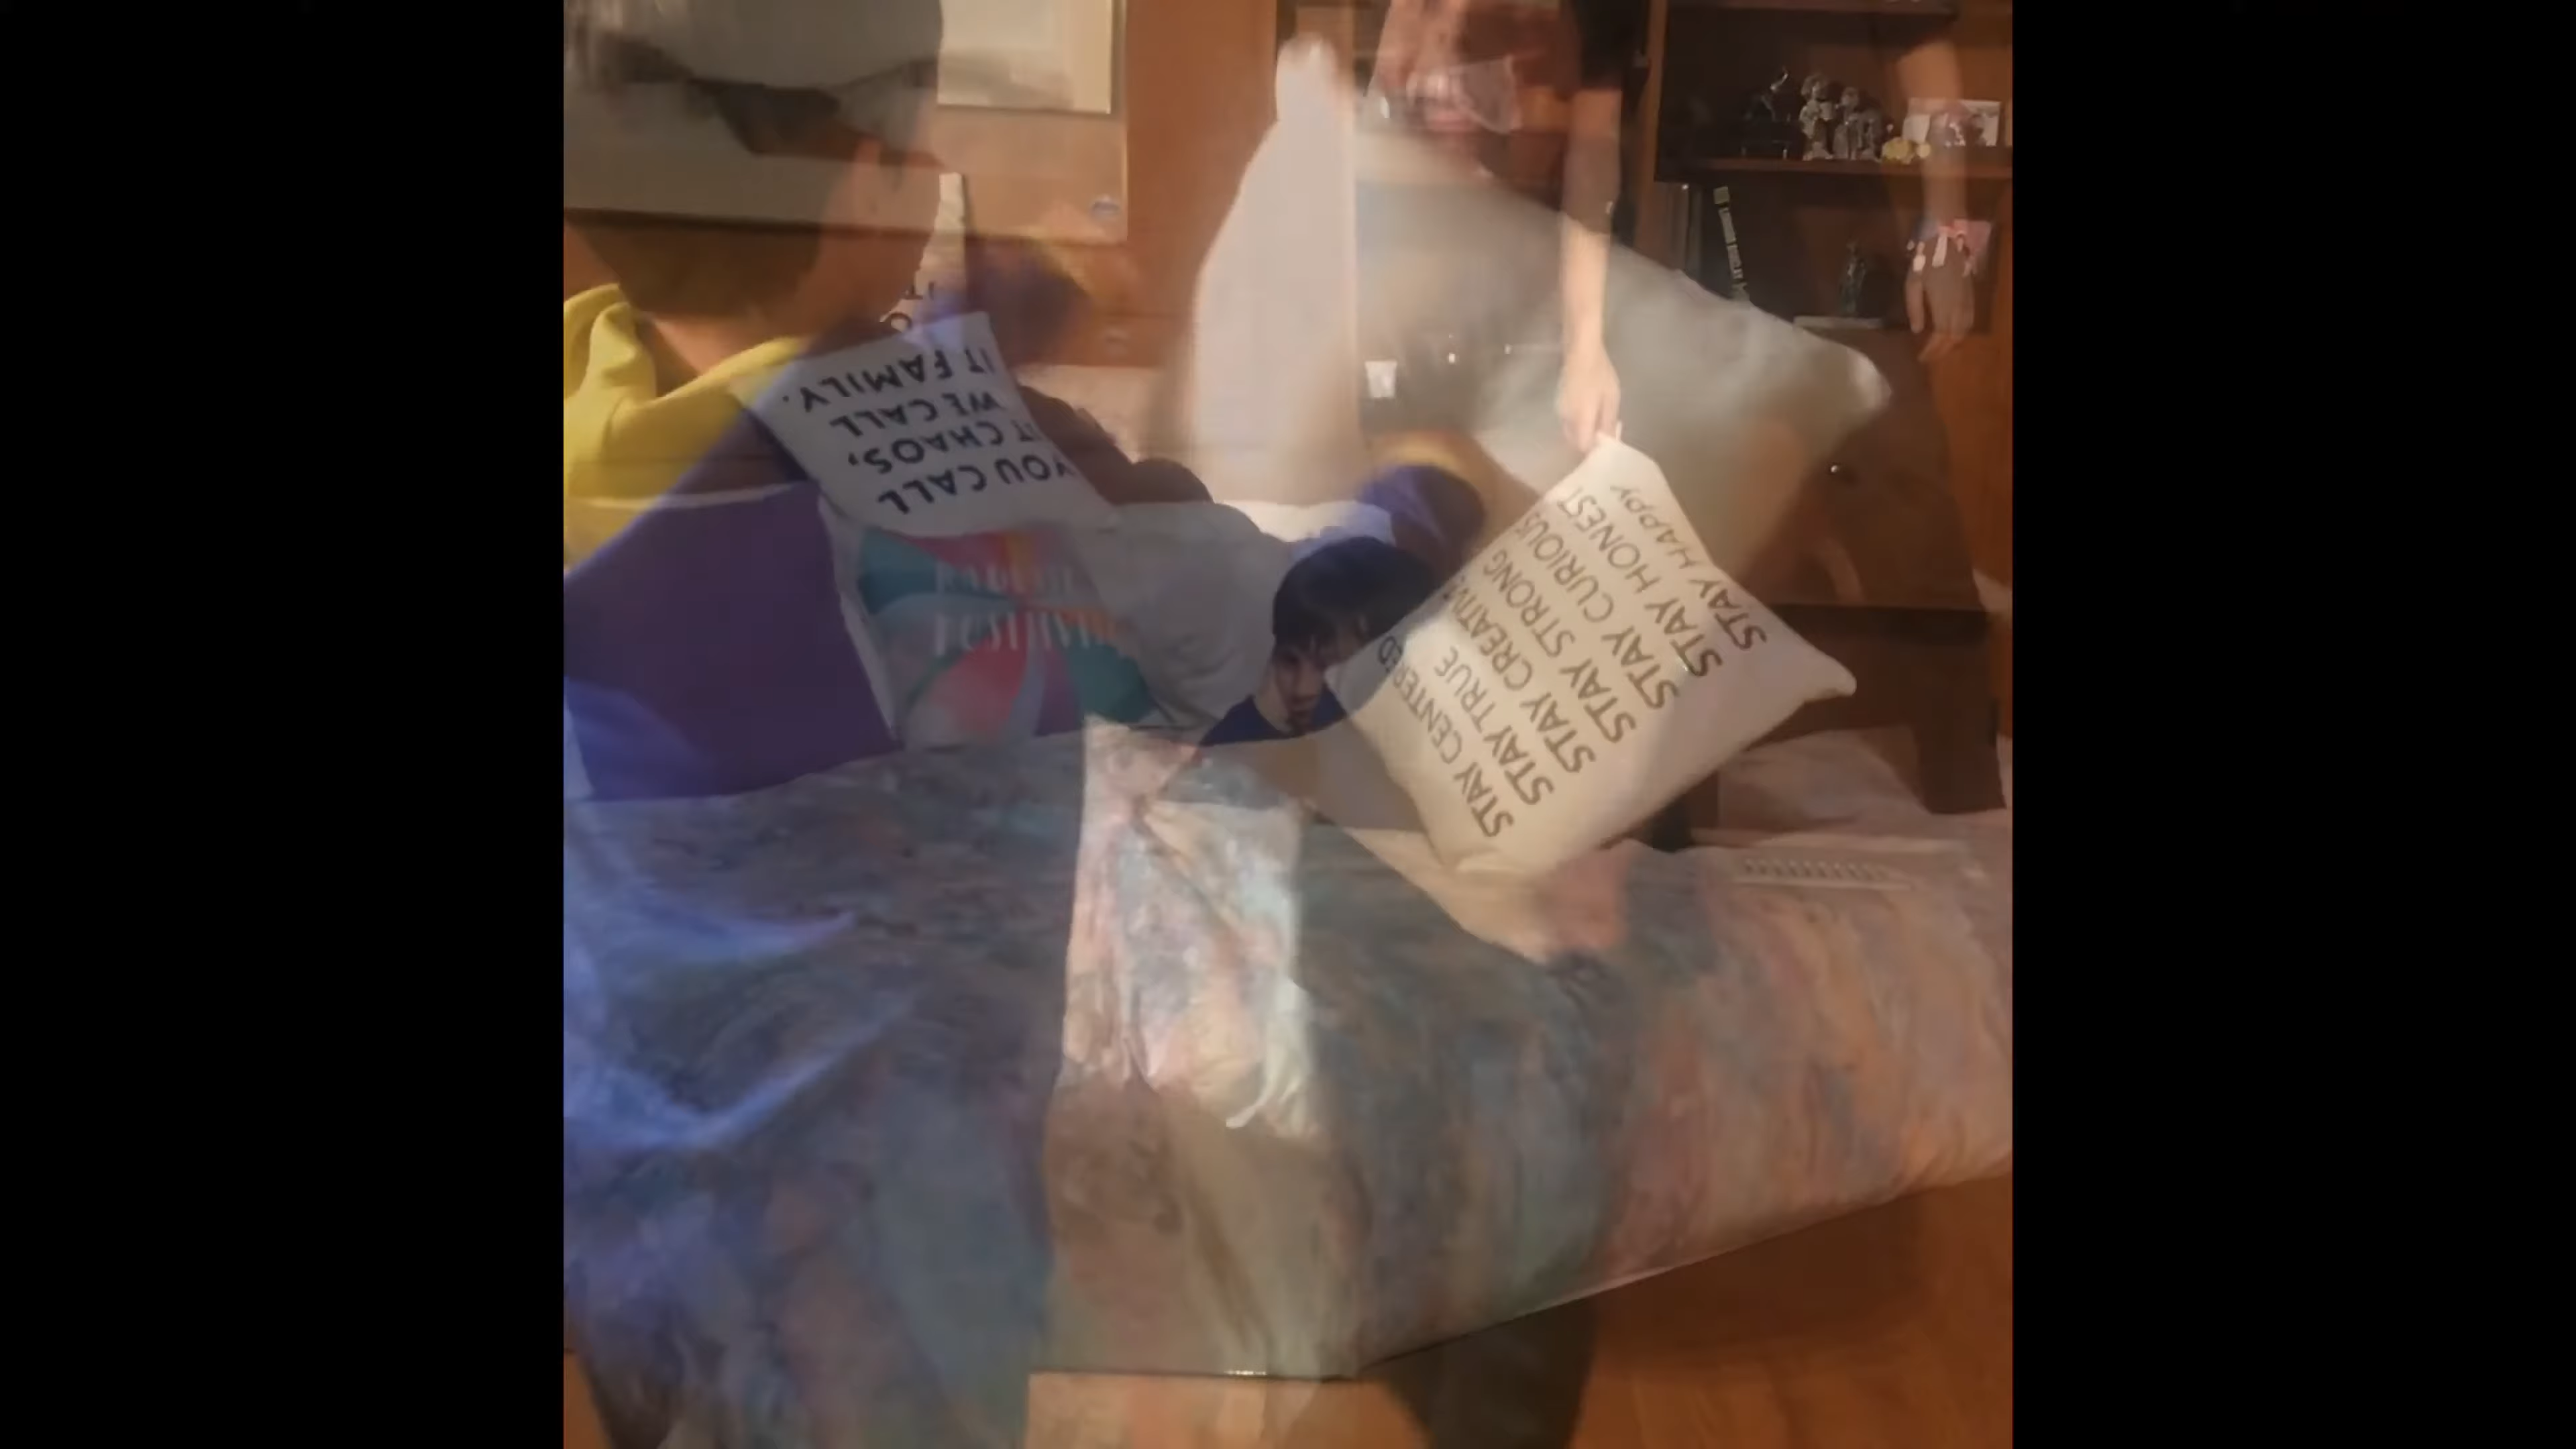 YOU CALL
IT CHAOS,
WE CALL
IT FAMILY.
STAY CENTERED
STAY TRUE
STAY CREATIVE
STAY STRONG
STAY CURIOUS
STAY HONEST
STAY HAPPY